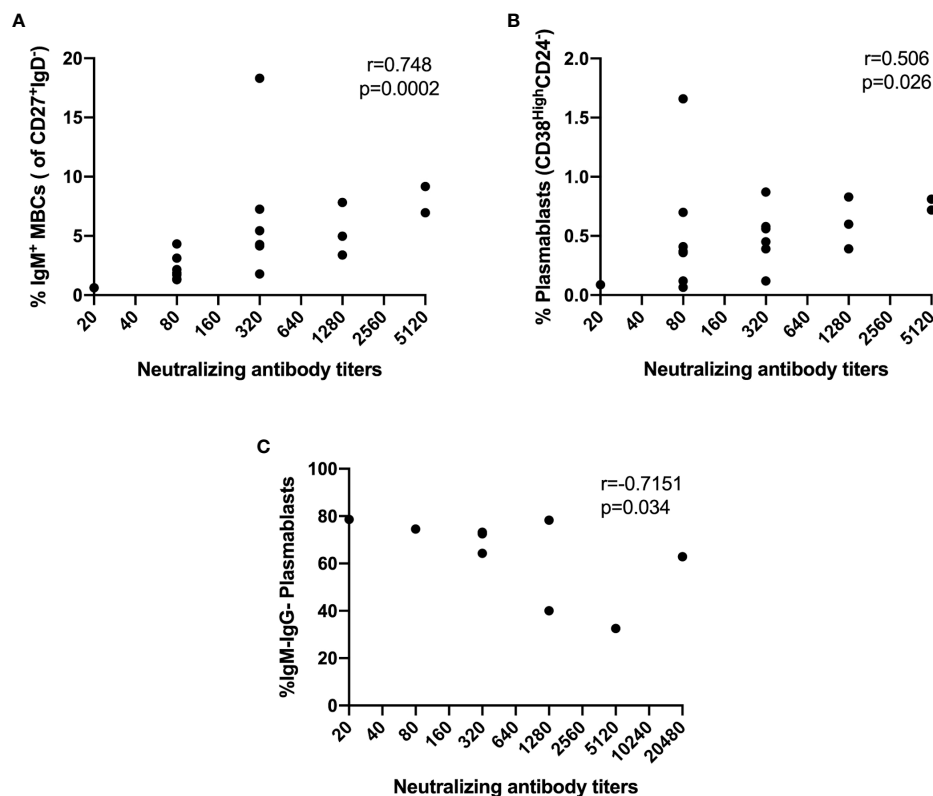 A
% IgM⁺ MBCs ( of CD27⁺IgD⁻)
20
15
10
5
0
r=0.748
p=0.0002
20 40 80 160 320 640 1280 2560 5120
Neutralizing antibody titers
B
% Plasmablasts (CD38ᴴⁱᵍʰCD24⁻)
2.0
1.5
1.0
0.5
0.0
r=0.506
p=0.026
20 40 80 160 320 640 1280 2560 5120
Neutralizing antibody titers
C
%IgM-IgG- Plasmablasts
100
80
60
40
20
0
r=-0.7151
p=0.034
20 40 80 160 320 640 1280 2560 5120 10240 20480
Neutralizing antibody titers